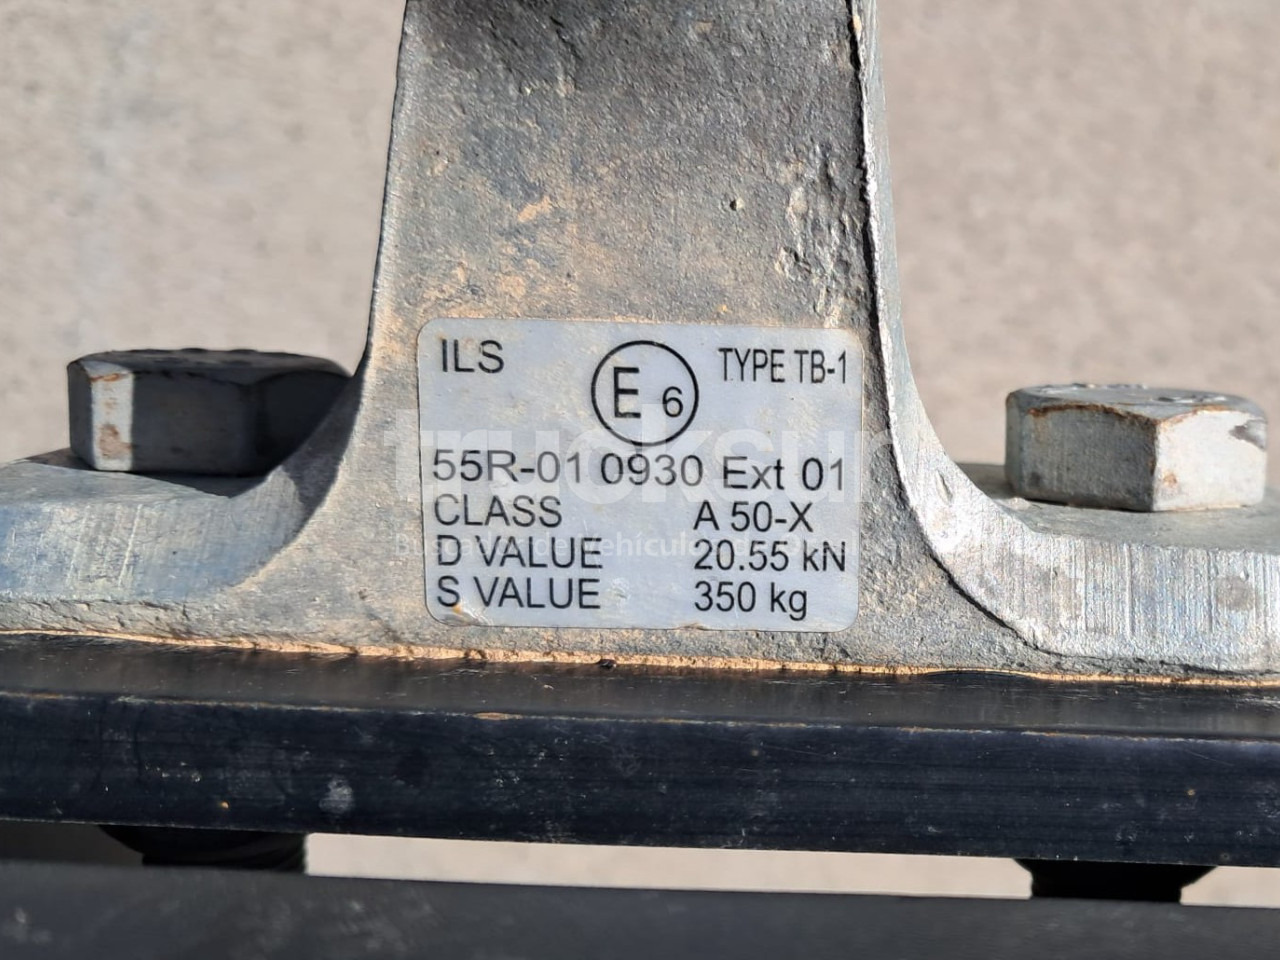 ILS E 6 TYPE TB-1
55R-01 0930 Ext 01
CLASS A 50-X
D VALUE 20.55 kN
S VALUE 350 kg
trucksur